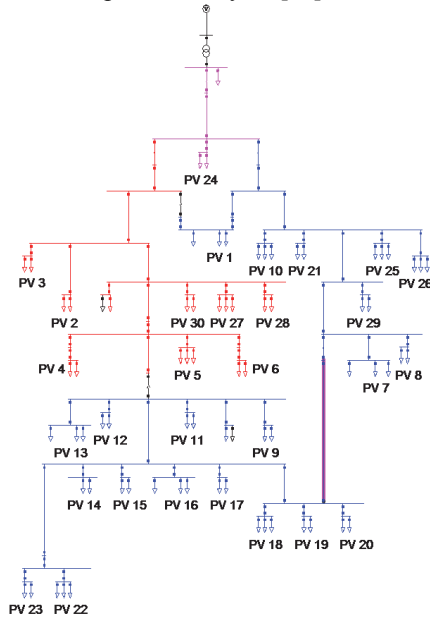 V
PV 24
PV 1
PV 3
PV 10
PV 21
PV 25
PV 26
PV 2
PV 30
PV 27
PV 28
PV 29
PV 4
PV 5
PV 6
PV 7
PV 8
PV 13
PV 12
PV 11
PV 9
PV 14
PV 15
PV 16
PV 17
PV 18
PV 19
PV 20
PV 23
PV 22